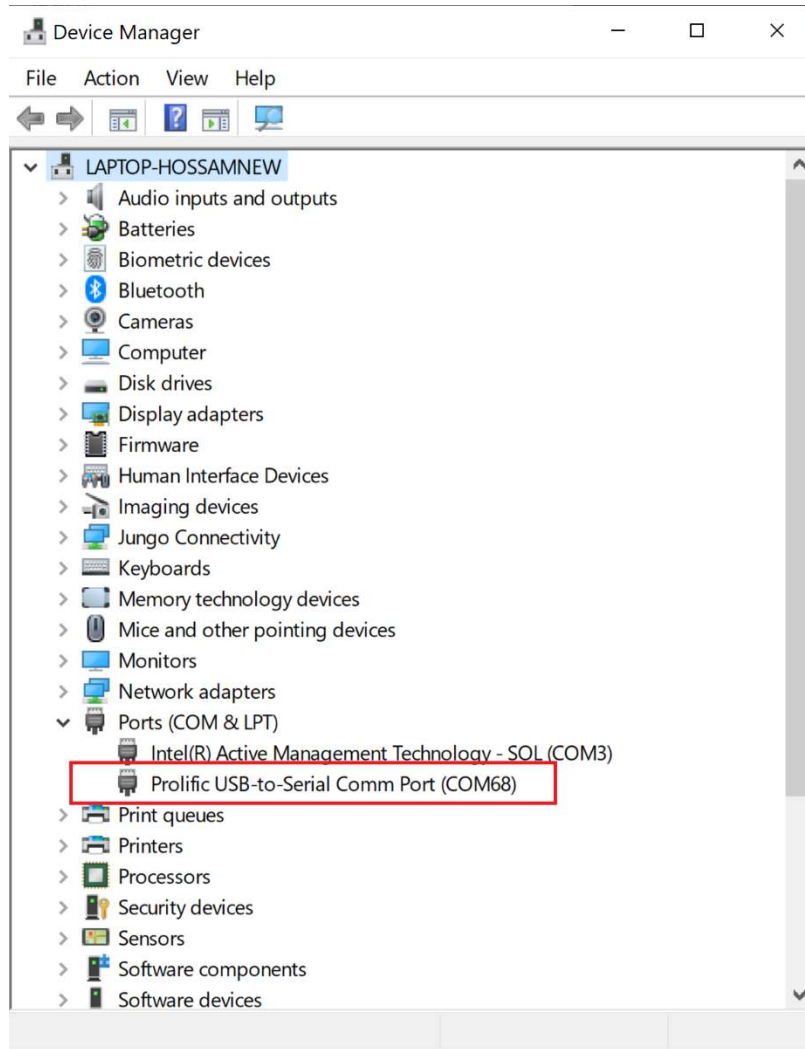 Device Manager
File Action View Help
LAPTOP-HOSSAMNEW
Audio inputs and outputs
Batteries
Biometric devices
Bluetooth
Cameras
Computer
Disk drives
Display adapters
Firmware
Human Interface Devices
Imaging devices
Jungo Connectivity
Keyboards
Memory technology devices
Mice and other pointing devices
Monitors
Network adapters
Ports (COM & LPT)
Intel(R) Active Management Technology - SOL (COM3)
Prolific USB-to-Serial Comm Port (COM68)
Print queues
Printers
Processors
Security devices
Sensors
Software components
Software devices